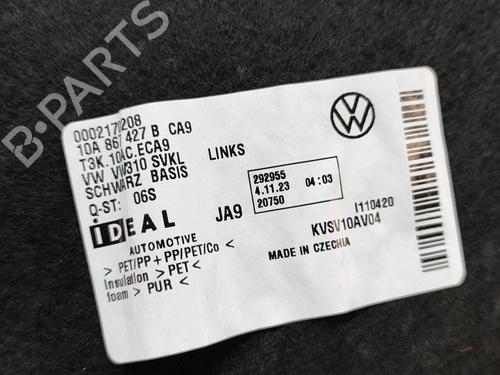 B-PARTS
000217208
10A 867 427 B CA9
T3K.10AC.ECA9
VW VW310 SVKL
SCHWARZ BASIS
Q-ST: 06S
LINKS
IDEAL
AUTOMOTIVE
JA9
292955
4.11.23 04:03
20750
I110420
KVSV10AV04
MADE IN CZECHIA
> PET/PP + PP/PET/Co <
Insulation > PET <
foam > PUR <